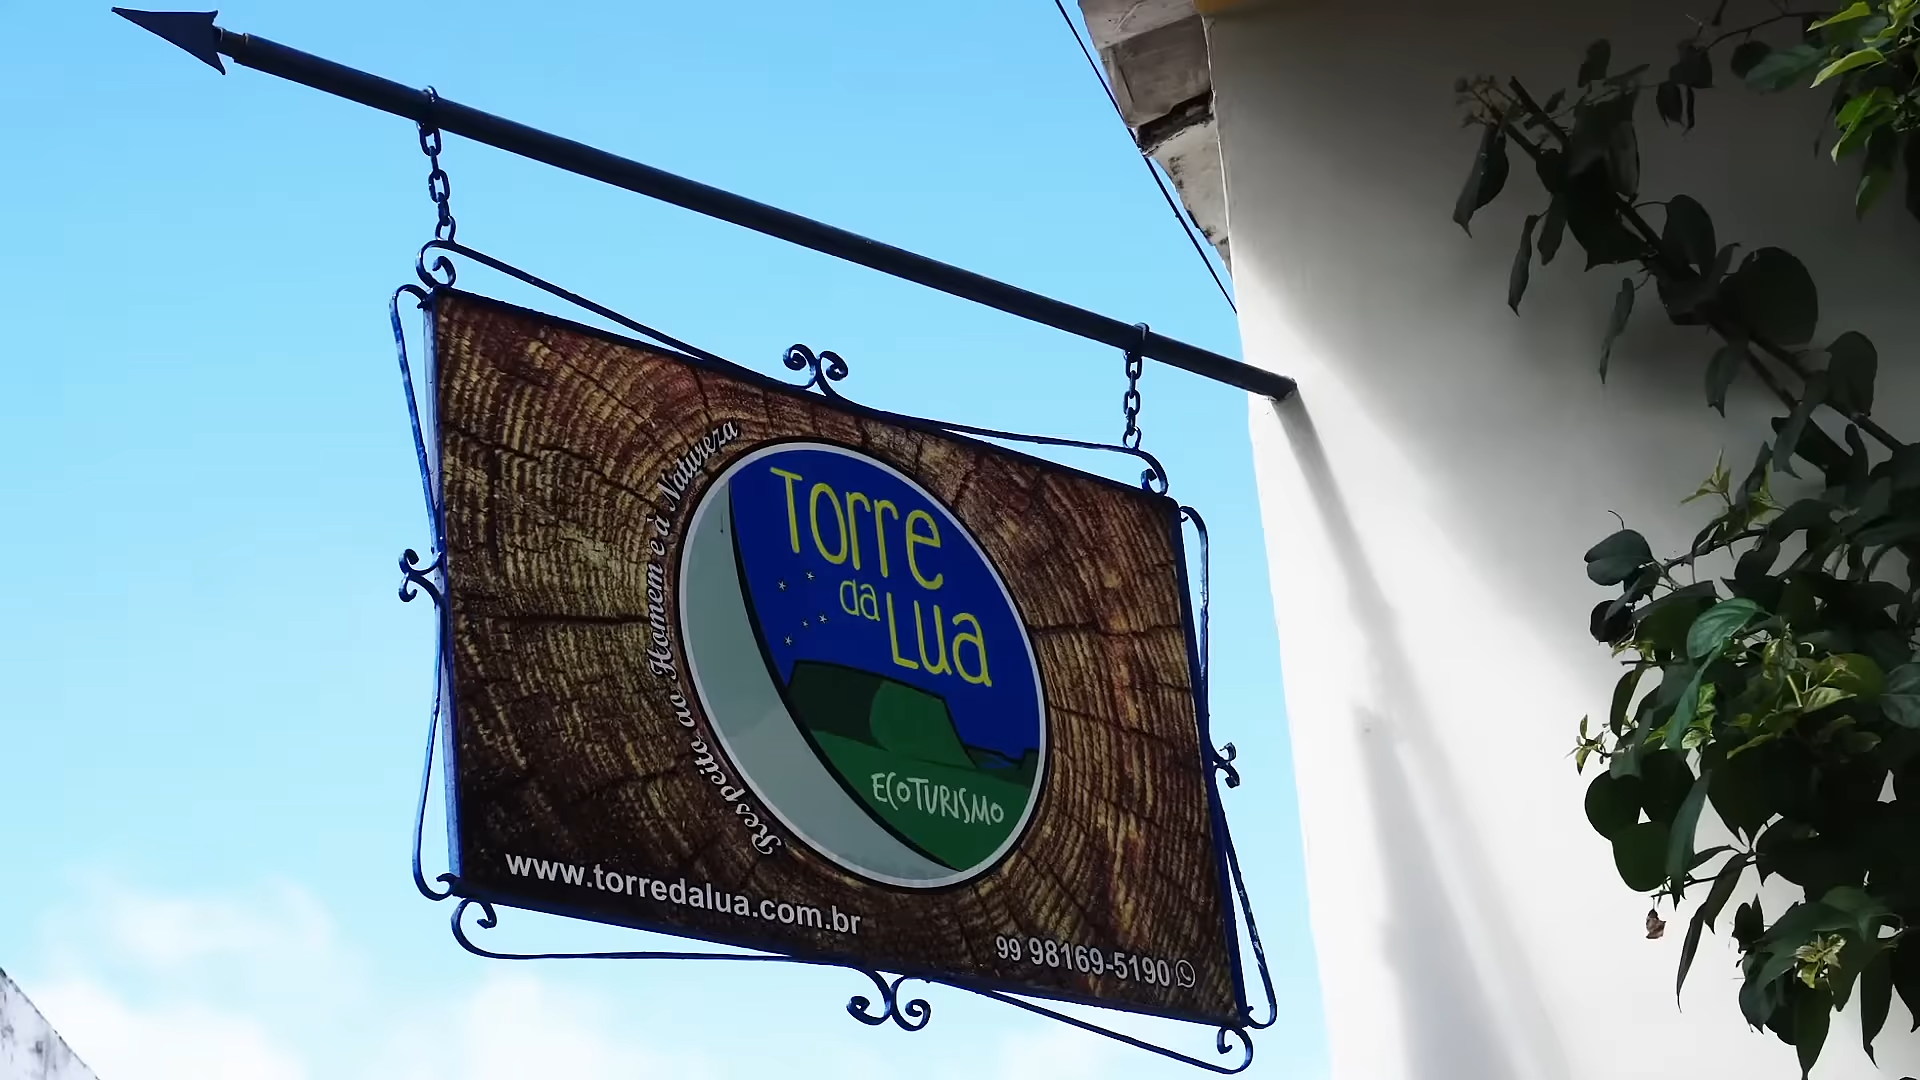 Respeito ao Homem e à Natureza
Torre
da
Lua
ECOTURISMO
www.torredalua.com.br
99 98169-5190